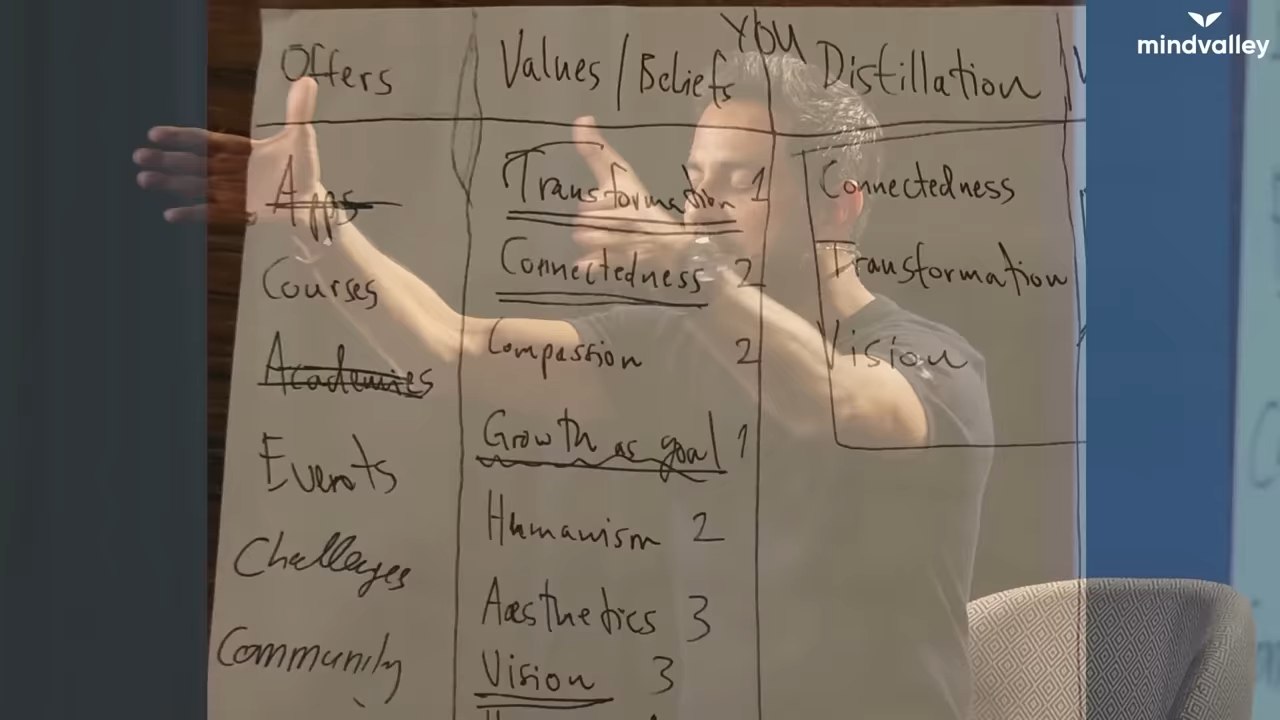 mindvalley
YOU
Offers
Apps
Courses
Academies
Events
Challenges
Community
Values / Beliefs
Transformation 1
Connectedness 2
Compassion 2
Growth as goal 1
Humanism 2
Aesthetics 3
Vision 3
Distillation
Connectedness
Transformation
Vision